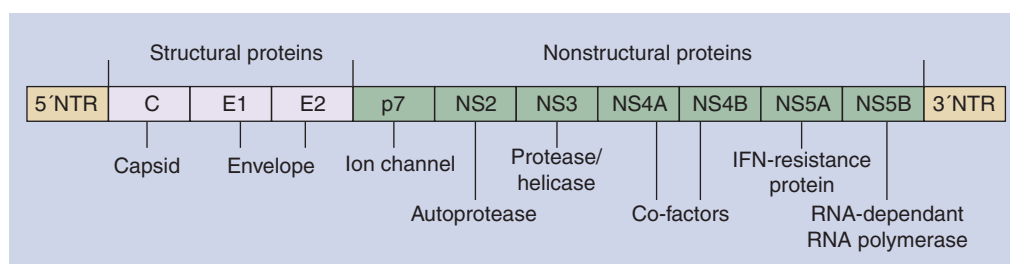 Structural proteins Nonstructural proteins
5´NTR C E1 E2 p7 NS2 NS3 NS4A NS4B NS5A NS5B 3´NTR
Capsid Envelope Ion channel Protease/
helicase
IFN-resistance
protein
Autoprotease Co-factors RNA-dependant
RNA polymerase